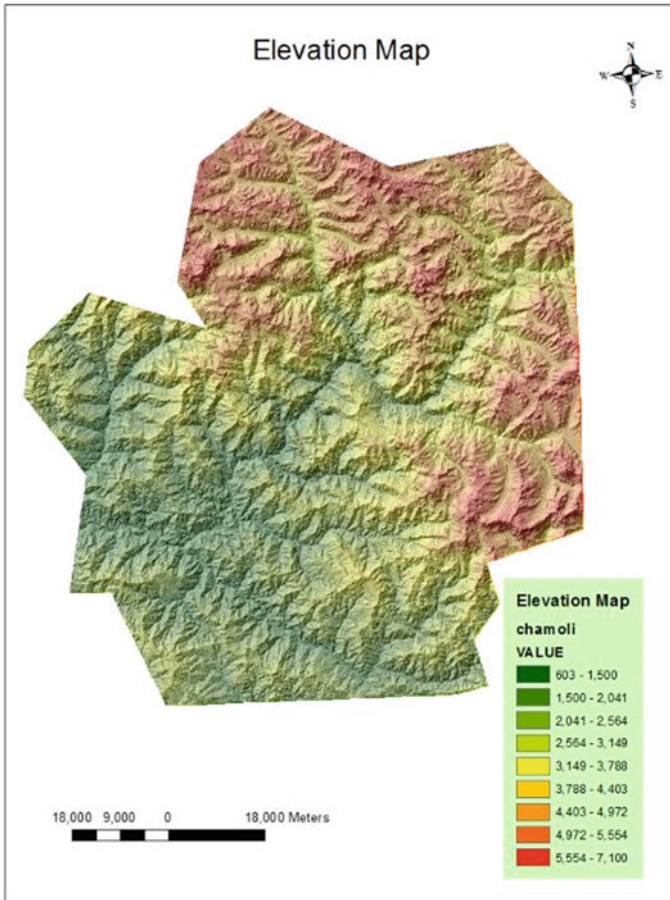 Elevation Map
N
W E
S
Elevation Map
chamoli
VALUE
603 - 1,500
1,500 - 2,041
2,041 - 2,564
2,564 - 3,149
3,149 - 3,788
3,788 - 4,403
4,403 - 4,972
4,972 - 5,554
5,554 - 7,100
18,000 9,000 0 18,000 Meters